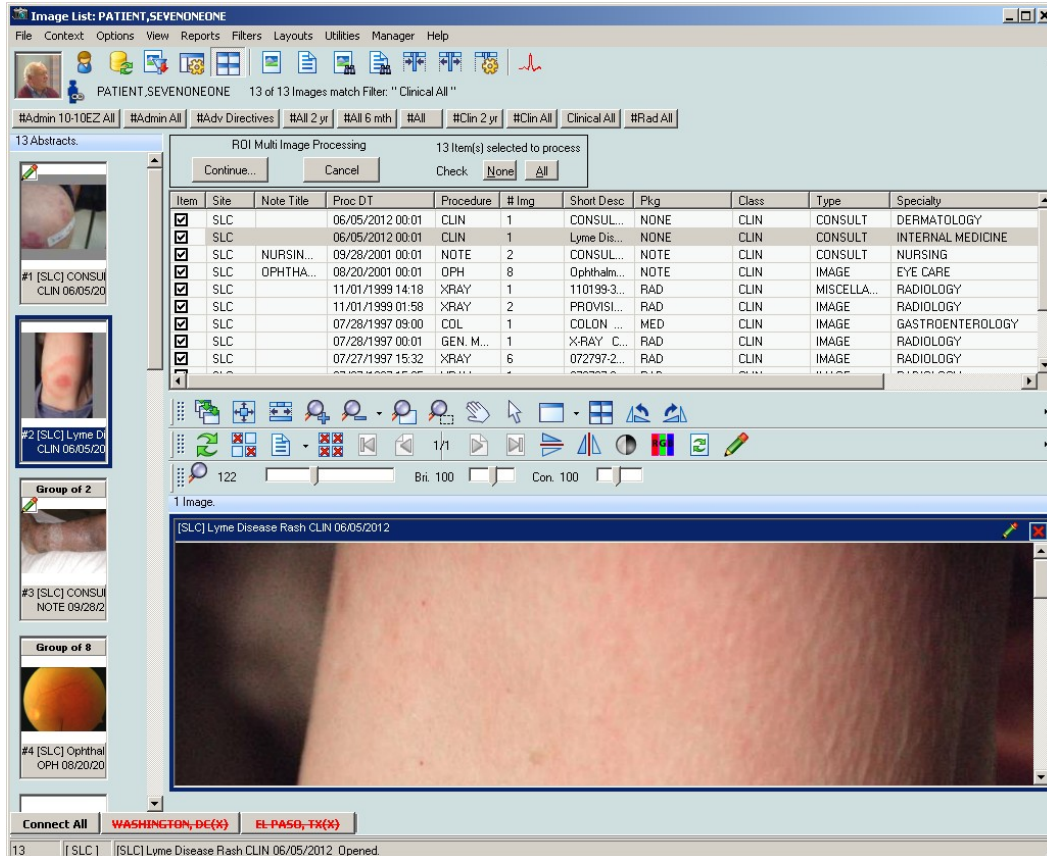 Image List: PATIENT,SEVENONEONE
File Context Options View Reports Filters Layouts Utilities Manager Help
PATIENT,SEVENONEONE 13 of 13 Images match Filter: " Clinical All "
#Admin 10-10EZ All #Admin All #Adv Directives #All 2 yr #All 6 mth #All #Clin 2 yr #Clin All Clinical All #Rad All
13 Abstracts.
#1 [SLC] CONSUI
CLIN 06/05/20
#2 [SLC] Lyme Di
CLIN 06/05/20
Group of 2
#3 [SLC] CONSUI
NOTE 09/28/2
Group of 8
#4 [SLC] Ophthal
OPH 08/20/20
ROI Multi Image Processing 13 Item(s) selected to process
Continue... Cancel Check None All
Item Site Note Title Proc DT Procedure # Img Short Desc Pkg Class Type Specialty
SLC 06/05/2012 00:01 CLIN 1 CONSUL... NONE CLIN CONSULT DERMATOLOGY
SLC 06/05/2012 00:01 CLIN 1 Lyme Dis... NONE CLIN CONSULT INTERNAL MEDICINE
SLC NURSIN... 09/28/2001 00:01 NOTE 2 CONSUL... NOTE CLIN CONSULT NURSING
SLC OPHTHA... 08/20/2001 00:01 OPH 8 Ophthalm... NOTE CLIN IMAGE EYE CARE
SLC 11/01/1999 14:18 XRAY 1 110199-3... RAD CLIN MISCELLA... RADIOLOGY
SLC 11/01/1999 01:58 XRAY 2 PROVISI... RAD CLIN IMAGE RADIOLOGY
SLC 07/28/1997 09:00 COL 1 COLON ... MED CLIN IMAGE GASTROENTEROLOGY
SLC 07/28/1997 00:01 GEN. M... 1 X-RAY C... RAD CLIN IMAGE RADIOLOGY
SLC 07/27/1997 15:32 XRAY 6 072797-2... RAD CLIN IMAGE RADIOLOGY
1/1
RGB
122 Bri. 100 Con. 100
1 Image.
[SLC] Lyme Disease Rash CLIN 06/05/2012
Connect All WASHINGTON, DC(X) EL PASO, TX(X)
13 [ SLC ] [SLC] Lyme Disease Rash CLIN 06/05/2012 Opened.